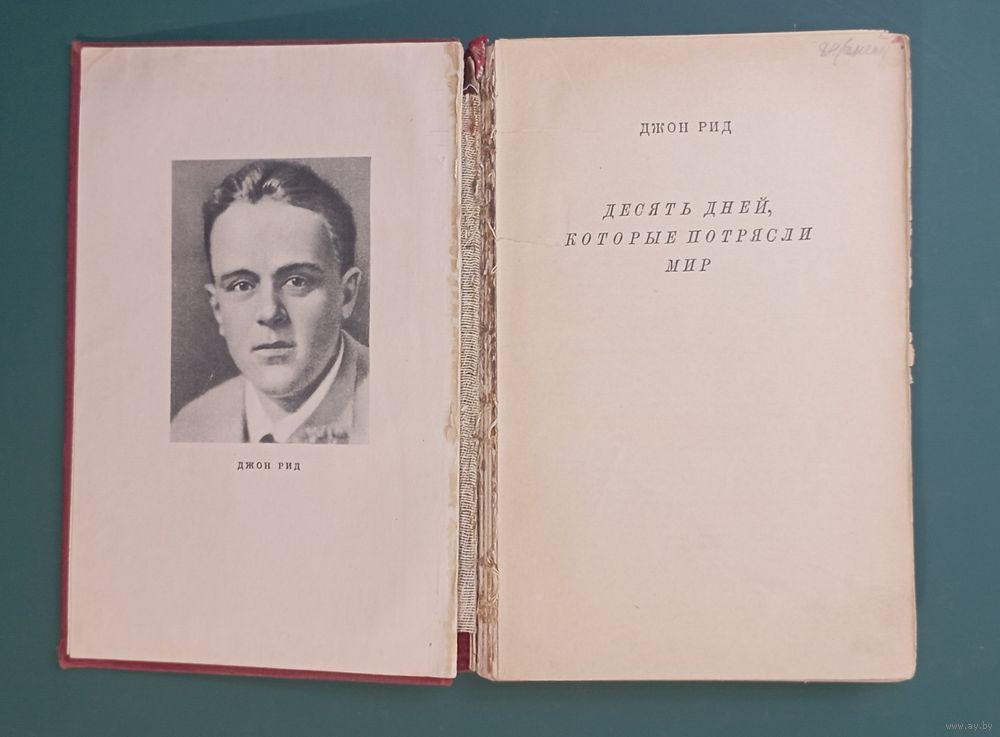 ДЖОН РИД
ДЖОН РИД
ДЕСЯТЬ ДНЕЙ,
КОТОРЫЕ ПОТРЯСЛИ
МИР
www.ay.by